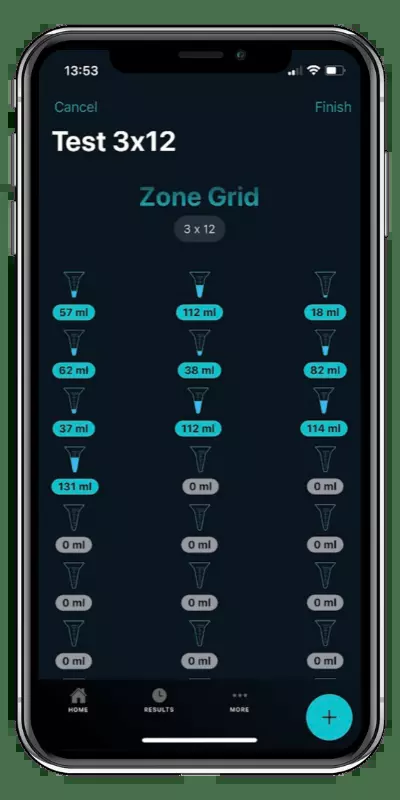 13:53
Cancel Finish
Test 3x12
Zone Grid
3 x 12
57 ml 112 ml 18 ml
62 ml 38 ml 82 ml
37 ml 112 ml 114 ml
131 ml 0 ml 0 ml
0 ml 0 ml 0 ml
0 ml 0 ml 0 ml
0 ml 0 ml 0 ml
HOME RESULTS MORE